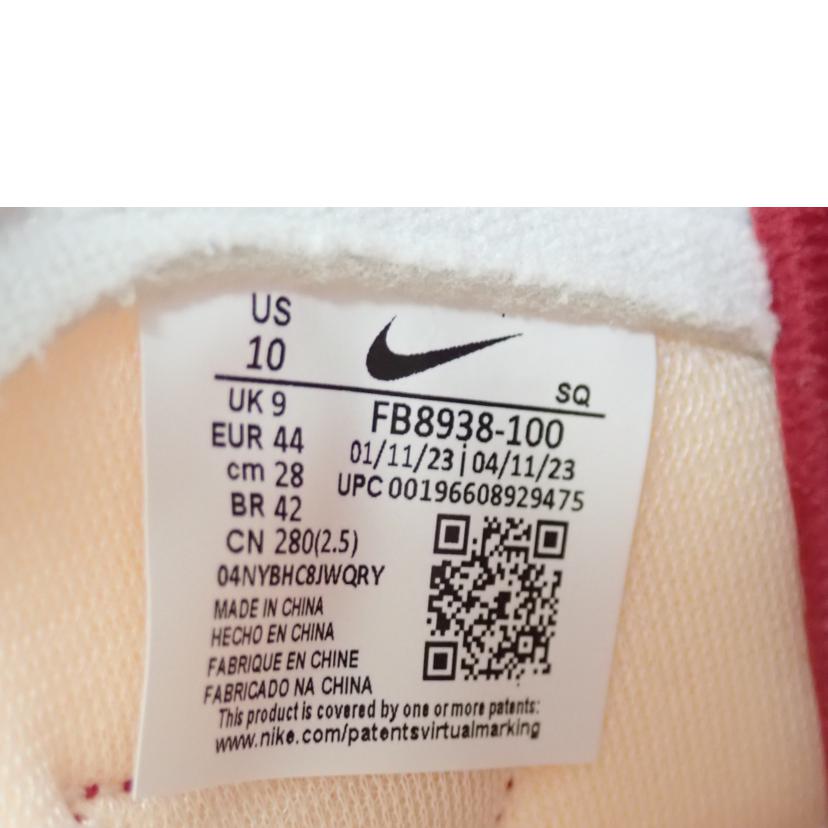 US
10
SQ
UK 9
EUR 44
cm 28
BR 42
CN 280(2.5)
FB8938-100
01/11/23 | 04/11/23
UPC 00196608929475
04NYBHC8JWQRY
MADE IN CHINA
HECHO EN CHINA
FABRIQUE EN CHINE
FABRICADO NA CHINA
This product is covered by one or more patents:
www.nike.com/patentsvirtualmarking